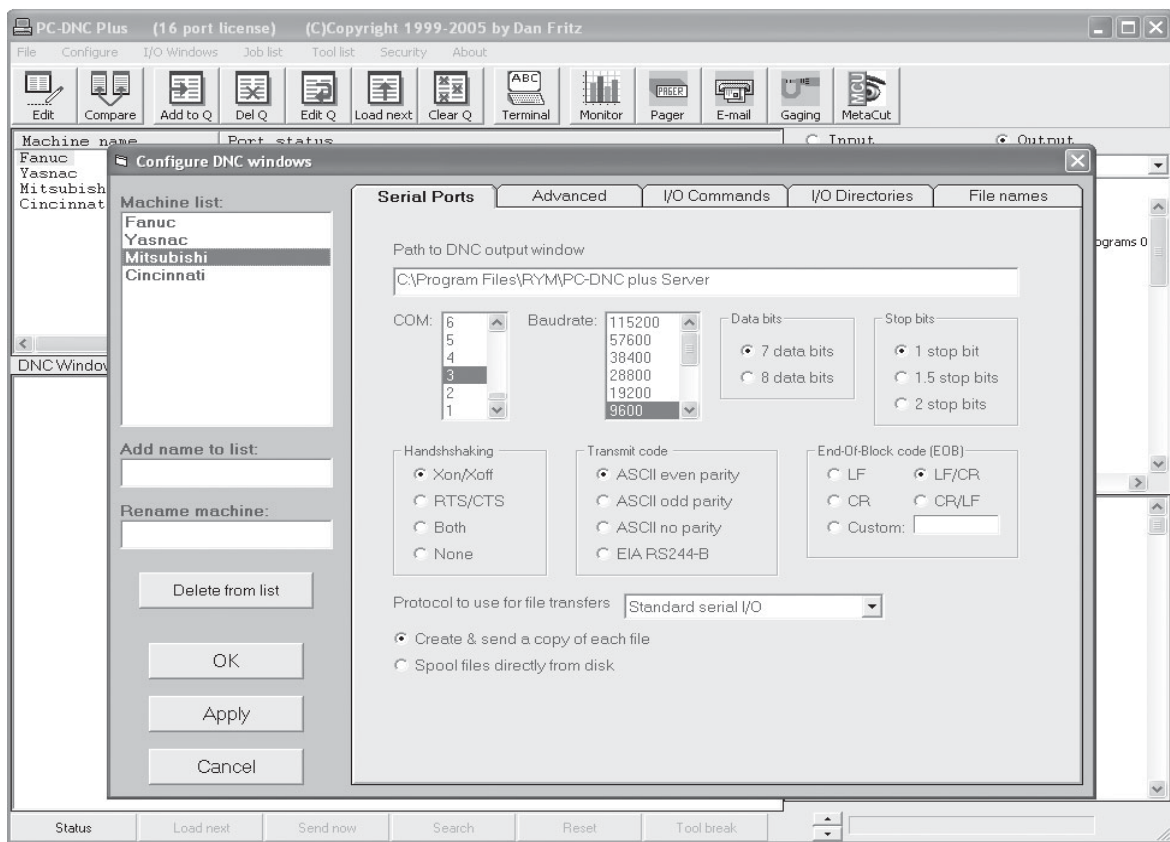 PC-DNC Plus (16 port license) (C)Copyright 1999-2005 by Dan Fritz
File Configure I/O Windows Job list Tool list Security About
ABC PAGER MCU
Edit Compare Add to Q Del Q Edit Q Load next Clear Q Terminal Monitor Pager E-mail Gaging MetaCut
Machine name Port status Input Output
Fanuc
Yasnac
Mitsubish
Cincinnat
ograms 0
DNC Window
Configure DNC windows
Machine list:
Fanuc
Yasnac
Mitsubishi
Cincinnati
Add name to list:
Rename machine:
Delete from list
OK
Apply
Cancel
Serial Ports Advanced I/O Commands I/O Directories File names
Path to DNC output window
C:\Program Files\RYM\PC-DNC plus Server
COM:
6
5
4
3
2
1
Baudrate:
115200
57600
38400
28800
19200
9600
Data bits
7 data bits
8 data bits
Stop bits
1 stop bit
1.5 stop bits
2 stop bits
Handshshaking
Xon/Xoff
RTS/CTS
Both
None
Transmit code
ASCII even parity
ASCII odd parity
ASCII no parity
EIA RS244-B
End-Of-Block code (EOB)
LF LF/CR
CR CR/LF
Custom:
Protocol to use for file transfers Standard serial I/O
Create & send a copy of each file
Spool files directly from disk
Status Load next Send now Search Reset Tool break